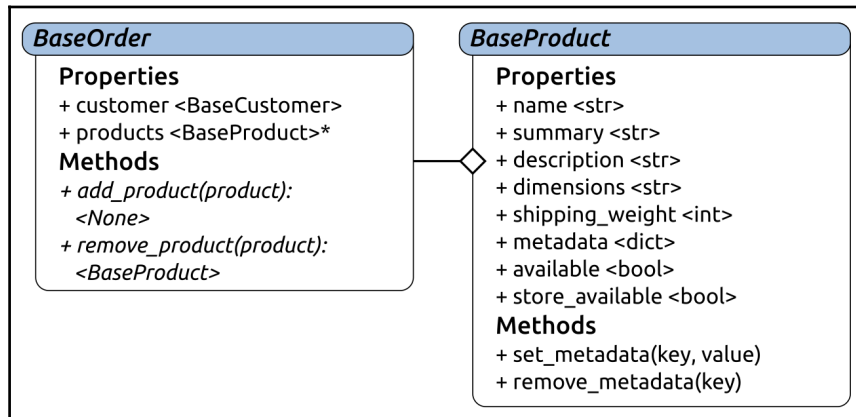 BaseOrder
Properties
+ customer <BaseCustomer>
+ products <BaseProduct>*
Methods
+ add_product(product):
<None>
+ remove_product(product):
<BaseProduct>
BaseProduct
Properties
+ name <str>
+ summary <str>
+ description <str>
+ dimensions <str>
+ shipping_weight <int>
+ metadata <dict>
+ available <bool>
+ store_available <bool>
Methods
+ set_metadata(key, value)
+ remove_metadata(key)